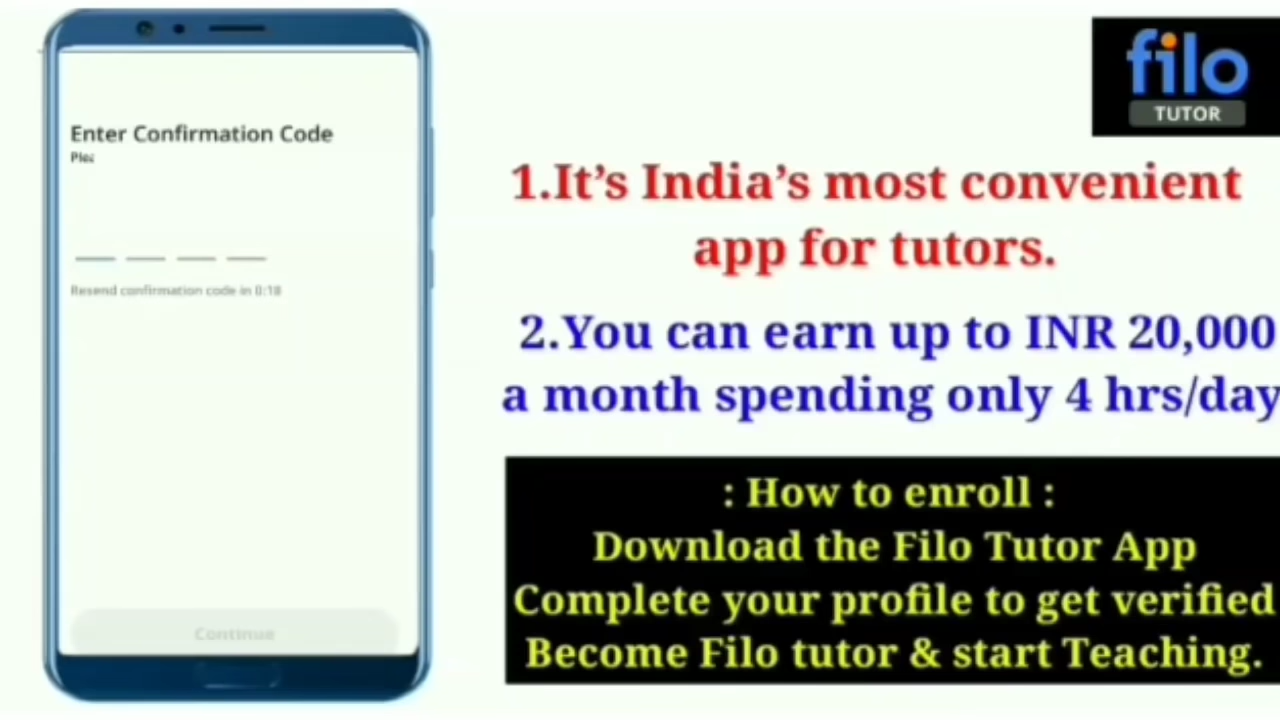 Enter Confirmation Code
Resend confirmation code in 0:18
Continue
filo
TUTOR
1.It's India's most convenient
app for tutors.
2.You can earn up to INR 20,000
a month spending only 4 hrs/day
: How to enroll :
Download the Filo Tutor App
Complete your profile to get verified
Become Filo tutor & start Teaching.